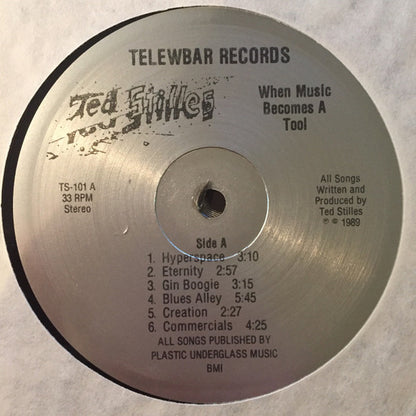 TELEWBAR RECORDS
Ted Stilles
When Music
Becomes A
Tool
TS-101 A
33 RPM
Stereo
All Songs
Written and
Produced by
Ted Stilles
℗ © 1989
Side A
1. Hyperspace 3:10
2. Eternity 2:57
3. Gin Boogie 3:15
4. Blues Alley 5:45
5. Creation 2:27
6. Commercials 4:25
ALL SONGS PUBLISHED BY
PLASTIC UNDERGLASS MUSIC
BMI